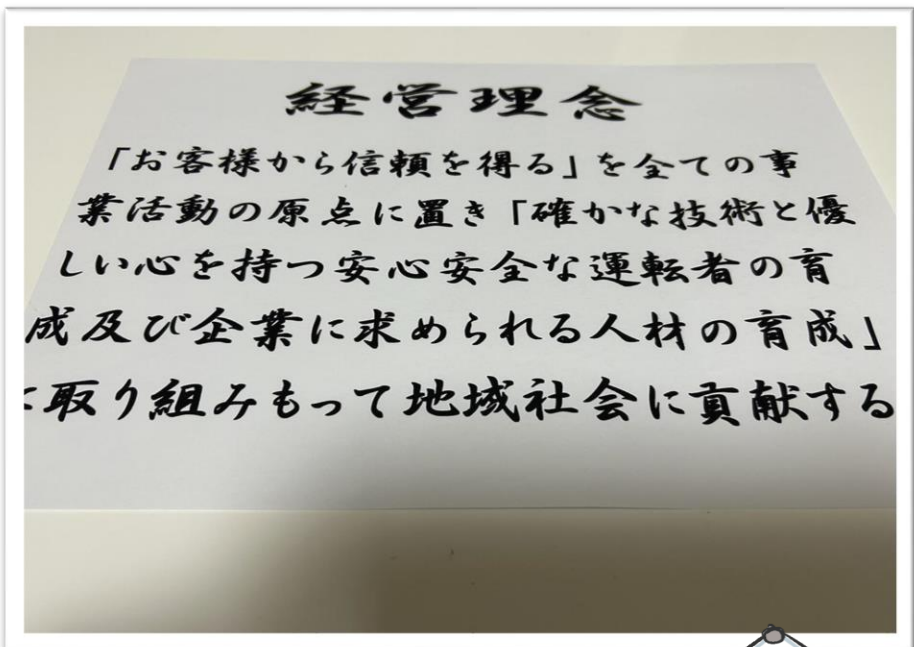 経営理念
「お客様から信頼を得る」を全ての事
業活動の原点に置き「確かな技術と優
しい心を持つ安心安全な運転者の育
成及び企業に求められる人材の育成」
に取り組みもって地域社会に貢献する